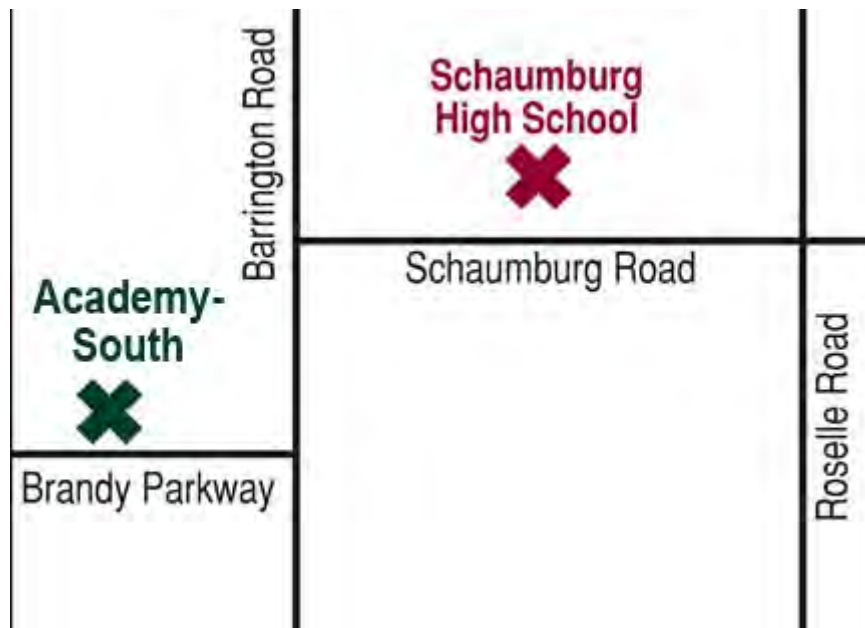 Barrington Road
Schaumburg
High School
Schaumburg Road
Academy-
South
Brandy Parkway
Roselle Road